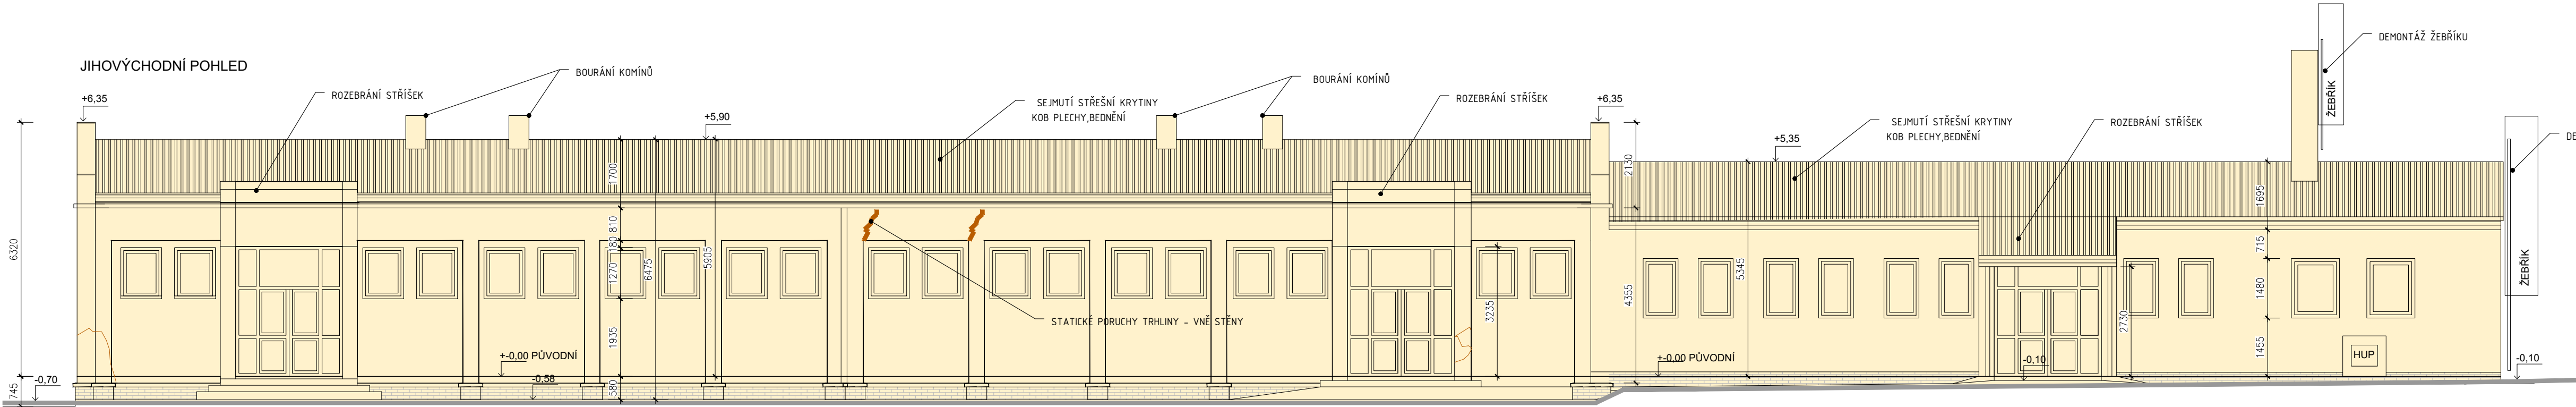 JIHOVÝCHODNÍ POHLED
ROZEBRÁNÍ STŘÍŠEK
BOURÁNÍ KOMÍNŮ
SEJMUTÍ STŘEŠNÍ KRYTINY
KOB PLECHY,BEDNĚNÍ
BOURÁNÍ KOMÍNŮ
ROZEBRÁNÍ STŘÍŠEK
SEJMUTÍ STŘEŠNÍ KRYTINY
KOB PLECHY,BEDNĚNÍ
ROZEBRÁNÍ STŘÍŠEK
DEMONTÁŽ ŽEBŘÍKU
ŽEBŘÍK
DE
ŽEBŘÍK
+6,35
+5,90
+6,35
+5,35
6320
745
-0,70
1700
810
180
1270
1935
580
6475
5905
+-0,00 PŮVODNÍ
-0,58
STATICKÉ PORUCHY TRHLINY - VNĚ STĚNY
3235
2130
4355
+-0,00 PŮVODNÍ
5345
-0,10
2730
1695
715
1480
1455
HUP
-0,10